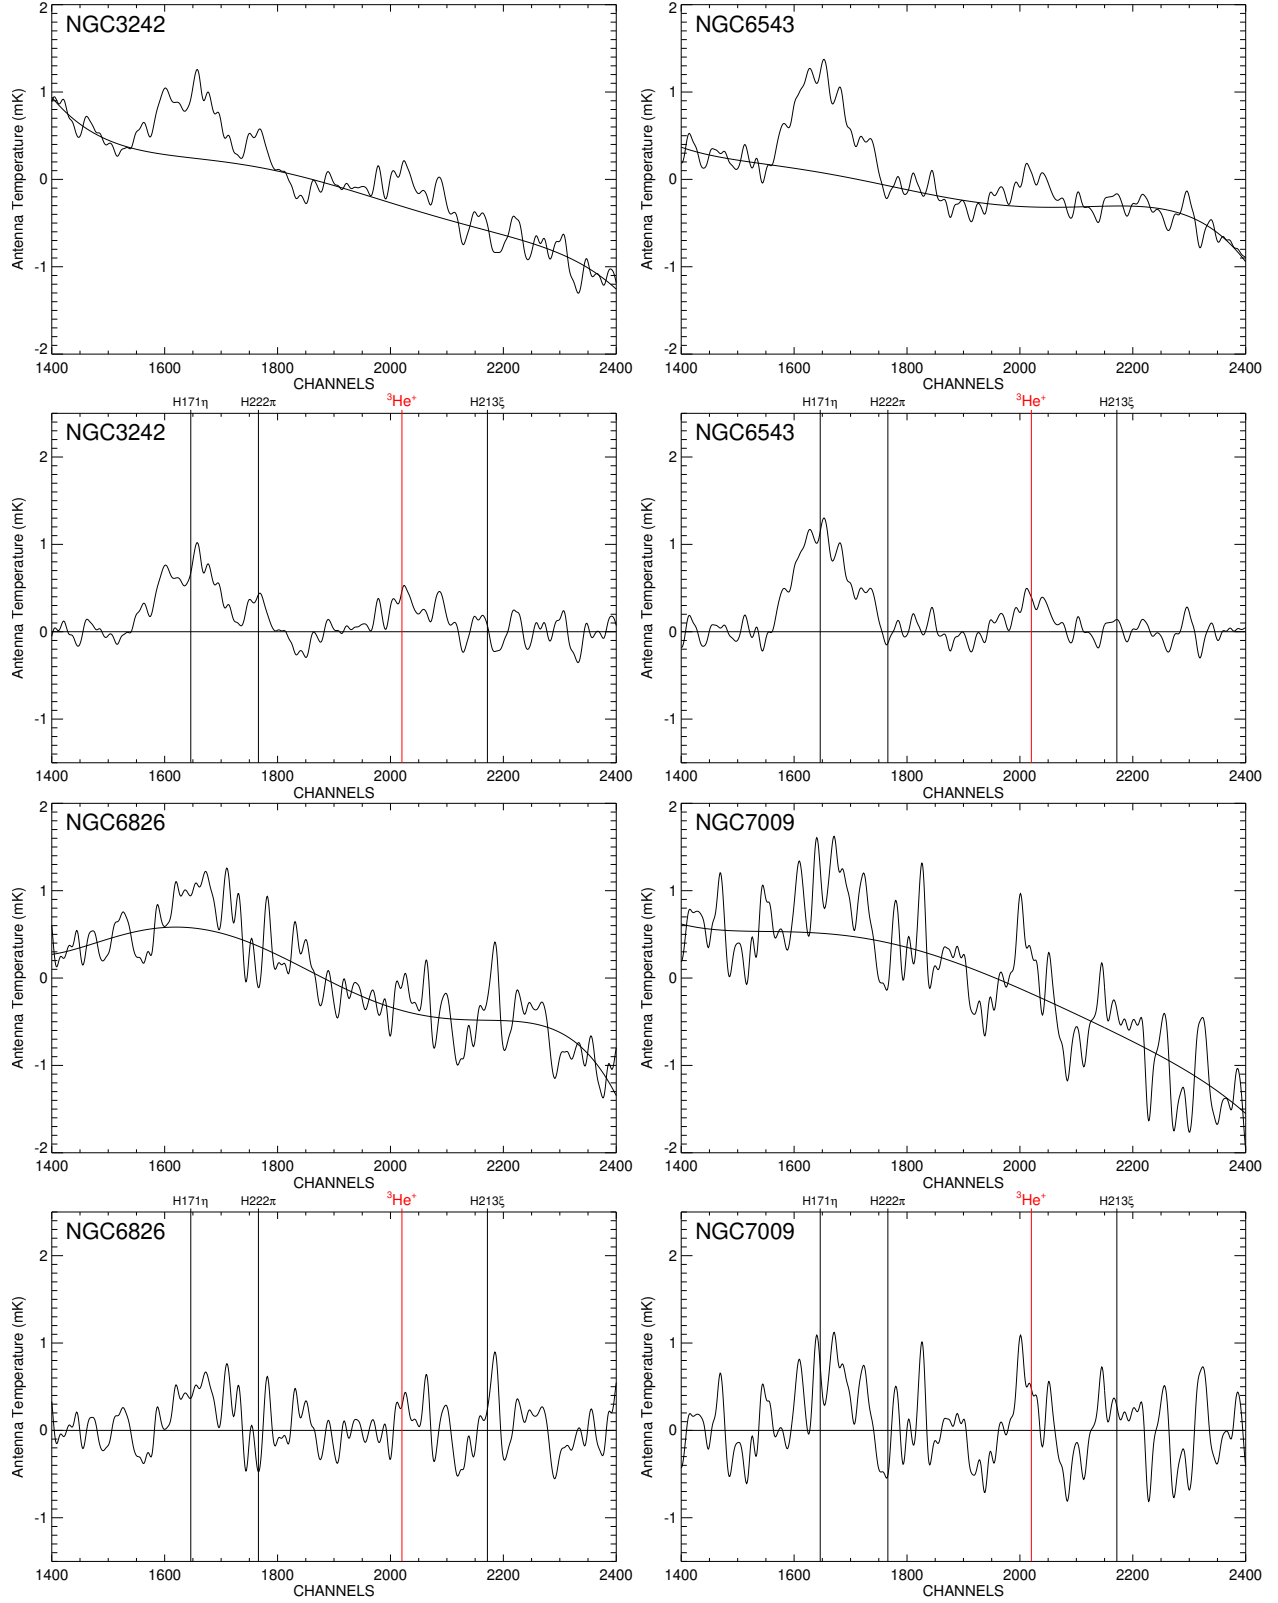 NGC3242
2
1
0
-1
-2
Antenna Temperature (mK)
1400 1600 1800 2000 2200 2400
CHANNELS
NGC6543
2
1
0
-1
-2
Antenna Temperature (mK)
1400 1600 1800 2000 2200 2400
CHANNELS
H171η H222π ³He⁺ H213ξ
NGC3242
2
1
0
-1
Antenna Temperature (mK)
1400 1600 1800 2000 2200 2400
CHANNELS
H171η H222π ³He⁺ H213ξ
NGC6543
2
1
0
-1
Antenna Temperature (mK)
1400 1600 1800 2000 2200 2400
CHANNELS
NGC6826
2
1
0
-1
-2
Antenna Temperature (mK)
1400 1600 1800 2000 2200 2400
CHANNELS
NGC7009
2
1
0
-1
-2
Antenna Temperature (mK)
1400 1600 1800 2000 2200 2400
CHANNELS
H171η H222π ³He⁺ H213ξ
NGC6826
2
1
0
-1
Antenna Temperature (mK)
1400 1600 1800 2000 2200 2400
CHANNELS
H171η H222π ³He⁺ H213ξ
NGC7009
2
1
0
-1
Antenna Temperature (mK)
1400 1600 1800 2000 2200 2400
CHANNELS